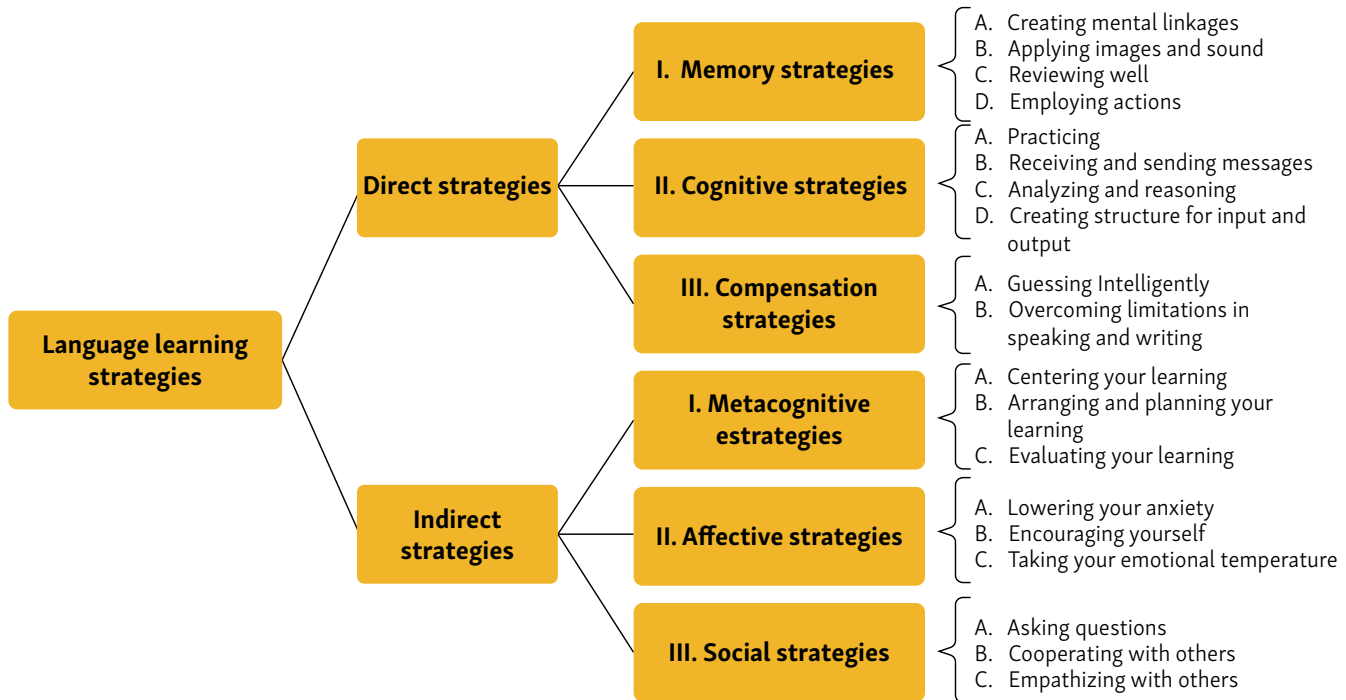 Language learning
strategies
Direct strategies
I. Memory strategies
A. Creating mental linkages
B. Applying images and sound
C. Reviewing well
D. Employing actions
II. Cognitive strategies
A. Practicing
B. Receiving and sending messages
C. Analyzing and reasoning
D. Creating structure for input and
output
III. Compensation
strategies
A. Guessing Intelligently
B. Overcoming limitations in
speaking and writing
Indirect
strategies
I. Metacognitive
estrategies
A. Centering your learning
B. Arranging and planning your
learning
C. Evaluating your learning
II. Affective strategies
A. Lowering your anxiety
B. Encouraging yourself
C. Taking your emotional temperature
III. Social strategies
A. Asking questions
B. Cooperating with others
C. Empathizing with others